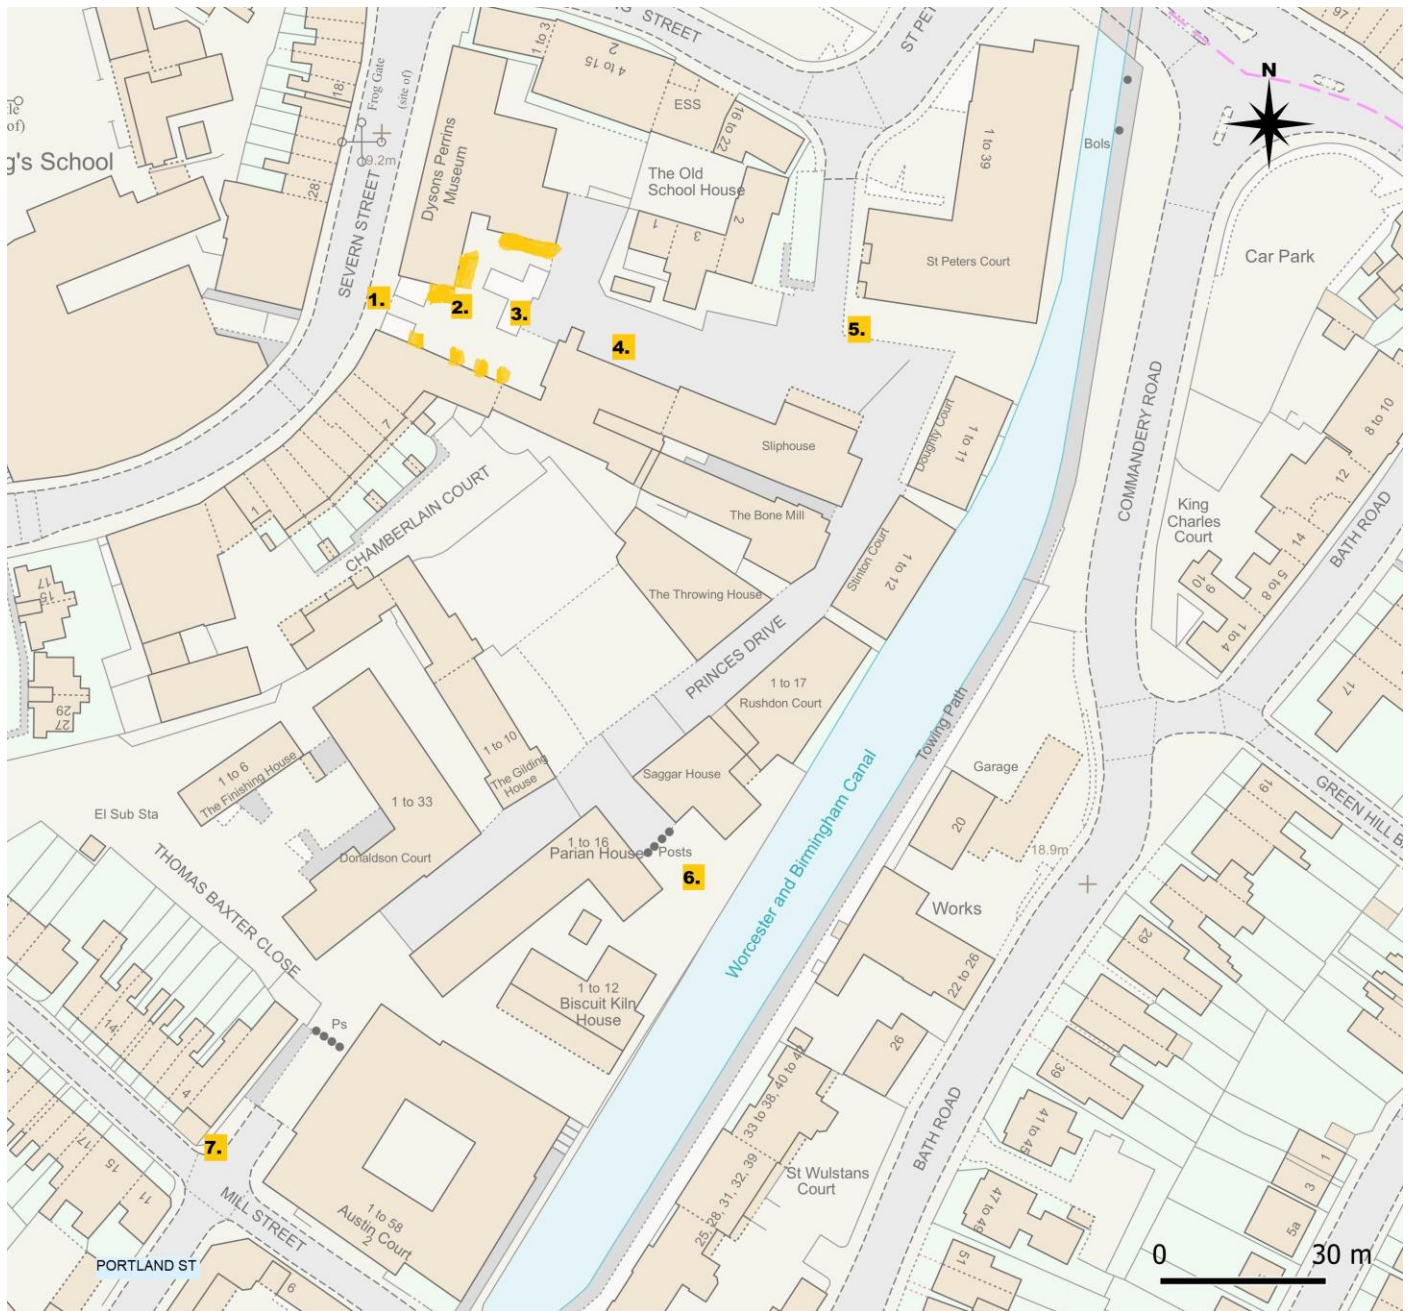 1 to 3
2
4 to 15
G STREET
ST PE
97
ESS
16 to 22
N
Frog Gate
(site of)
18
9.2m
of)
g's School
28
Dysons Perrins
Museum
The Old
School House
1
3
2
1 to 39
Bols
St Peters Court
Car Park
SEVERN STREET
1.
2.
3.
4.
5.
COMMANDERY ROAD
8 to 10
12
14
5 to 8
1 to 4
9
10
King
Charles
Court
BATH ROAD
17
7
1
CHAMBERLAIN COURT
Sliphouse
Doughty Court
1 to 11
The Bone Mill
Slinton Court
1 to 12
The Throwing House
PRINCES DRIVE
17
15
27
29
1 to 17
Rushdon Court
1 to 10
The Gilding
House
Saggar House
Towing Path
Worcester and Birmingham Canal
Garage
20
18.9m
19
GREEN HILL BA
1 to 6
The Finishing House
1 to 33
Donaldson Court
El Sub Sta
1 to 16
Parian House
Posts
6.
THOMAS BAXTER CLOSE
Works
22 to 26
29
1 to 12
Biscuit Kiln
House
Ps
14
4
26
39
41 to 45
33 to 38, 40 to 42
25, 28, 31, 32, 39
St Wulstans
Court
BATH ROAD
47 to 49
51
1
3
5a
7.
17
15
11
MILL STREET
1 to 58
Austin Court
2
9
PORTLAND ST
0 30 m